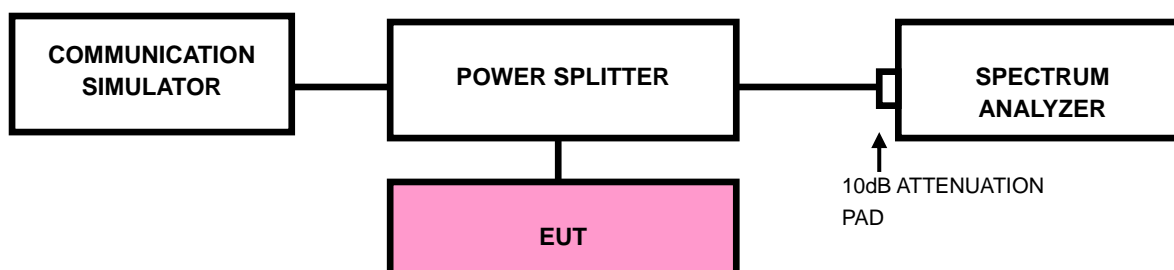 COMMUNICATION
SIMULATOR
POWER SPLITTER
SPECTRUM
ANALYZER
10dB ATTENUATION
PAD
EUT